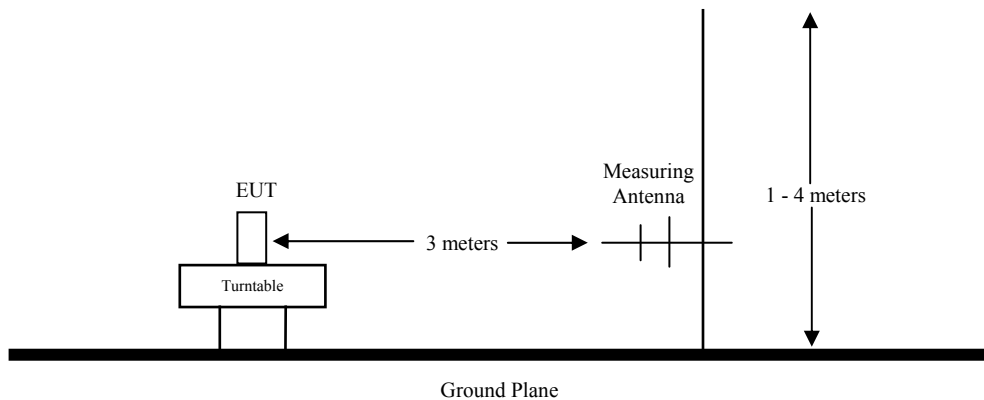 EUT
Measuring
Antenna
1 - 4 meters
3 meters
Turntable
Ground Plane